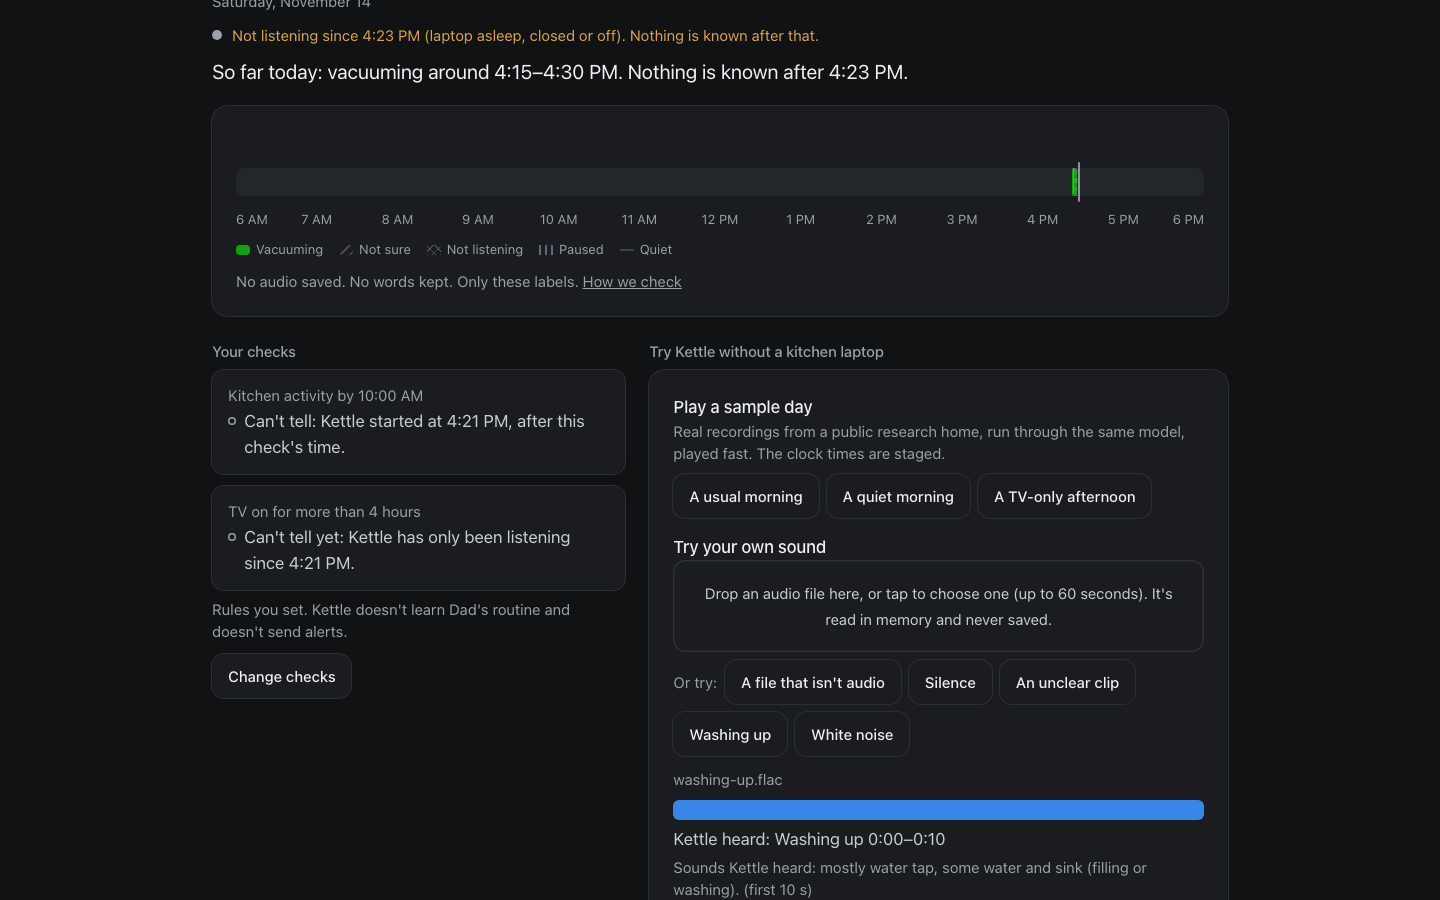 Saturday, November 14
Not listening since 4:23 PM (laptop asleep, closed or off). Nothing is known after that.
So far today: vacuuming around 4:15–4:30 PM. Nothing is known after 4:23 PM.
6 AM 7 AM 8 AM 9 AM 10 AM 11 AM 12 PM 1 PM 2 PM 3 PM 4 PM 5 PM 6 PM
Vacuuming Not sure Not listening Paused Quiet
No audio saved. No words kept. Only these labels. How we check
Your checks
Kitchen activity by 10:00 AM
Can't tell: Kettle started at 4:21 PM, after this
check's time.
TV on for more than 4 hours
Can't tell yet: Kettle has only been listening
since 4:21 PM.
Rules you set. Kettle doesn't learn Dad's routine and
doesn't send alerts.
Change checks
Try Kettle without a kitchen laptop
Play a sample day
Real recordings from a public research home, run through the same model,
played fast. The clock times are staged.
A usual morning A quiet morning A TV-only afternoon
Try your own sound
Drop an audio file here, or tap to choose one (up to 60 seconds). It's
read in memory and never saved.
Or try: A file that isn't audio Silence An unclear clip
Washing up White noise
washing-up.flac
Kettle heard: Washing up 0:00–0:10
Sounds Kettle heard: mostly water tap, some water and sink (filling or
washing). (first 10 s)